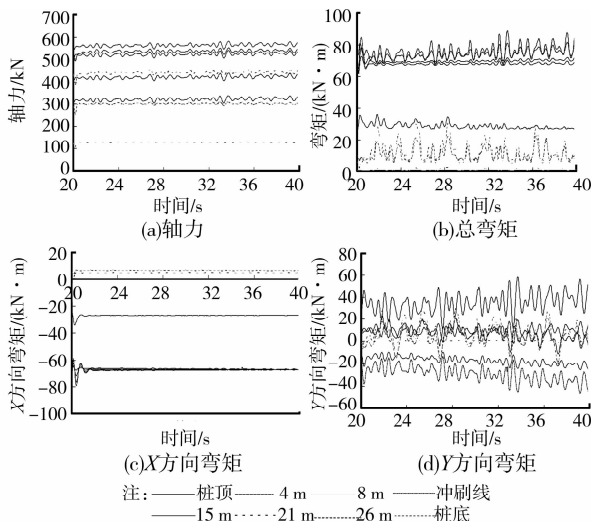 轴力/kN
700
600
500
400
300
200
100
0
20 24 28 32 36 40
时间/s
(a)轴力
弯矩/(kN·m)
100
80
60
40
20
0
20 24 28 32 36 40
时间/s
(b)总弯矩
X方向弯矩/(kN·m)
20
0
-20
-40
-60
-80
-100
20 24 28 32 36 40
时间/s
(c)X方向弯矩
Y方向弯矩/(kN·m)
80
60
40
20
0
-20
-40
-60
20 24 28 32 36 40
时间/s
(d)Y方向弯矩
注: 桩顶 4 m 8 m 冲刷线
15 m 21 m 26 m 桩底